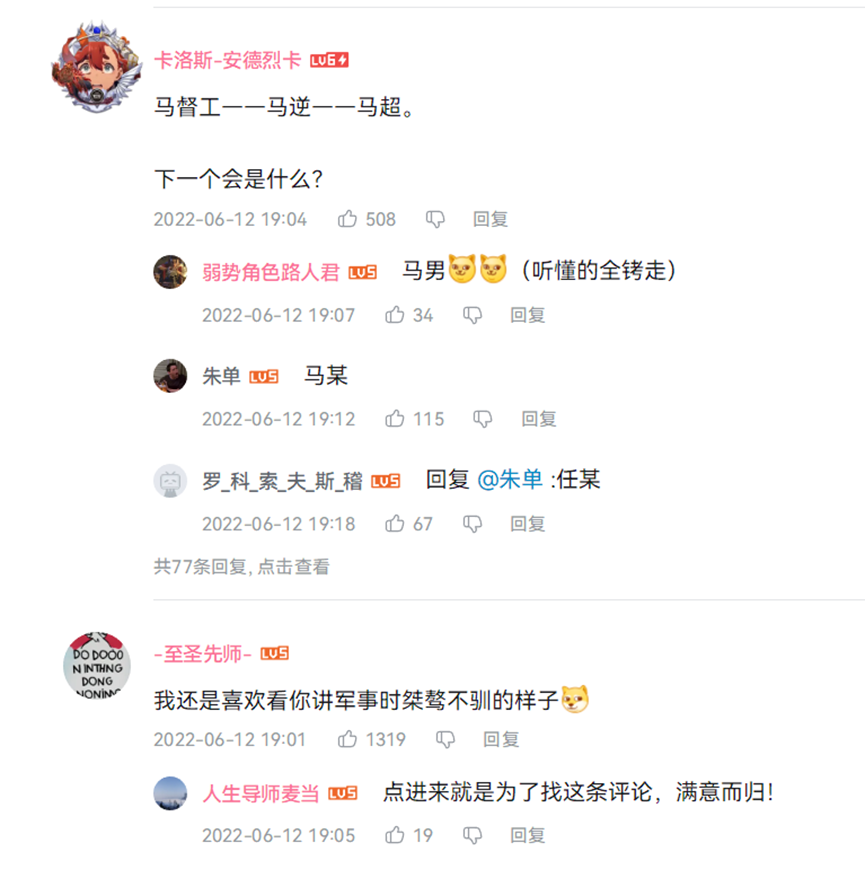 卡洛斯-安德烈卡 LV6
马督工一一马逆一一马超。
下一个会是什么？
2022-06-12 19:04 508 回复
弱势角色路人君 LV5 马男（听懂的全铐走）
2022-06-12 19:07 34 回复
朱单 LV5 马某
2022-06-12 19:12 115 回复
罗_科_索_夫_斯_稽 LV5 回复 @朱单 :任某
2022-06-12 19:18 67 回复
共77条回复, 点击查看
-至圣先师- LV5
DO DOOO
N INTHNG
DONG
NONIMG
我还是喜欢看你讲军事时桀骜不驯的样子
2022-06-12 19:01 1319 回复
人生导师麦当 LV5 点进来就是为了找这条评论，满意而归！
2022-06-12 19:05 19 回复